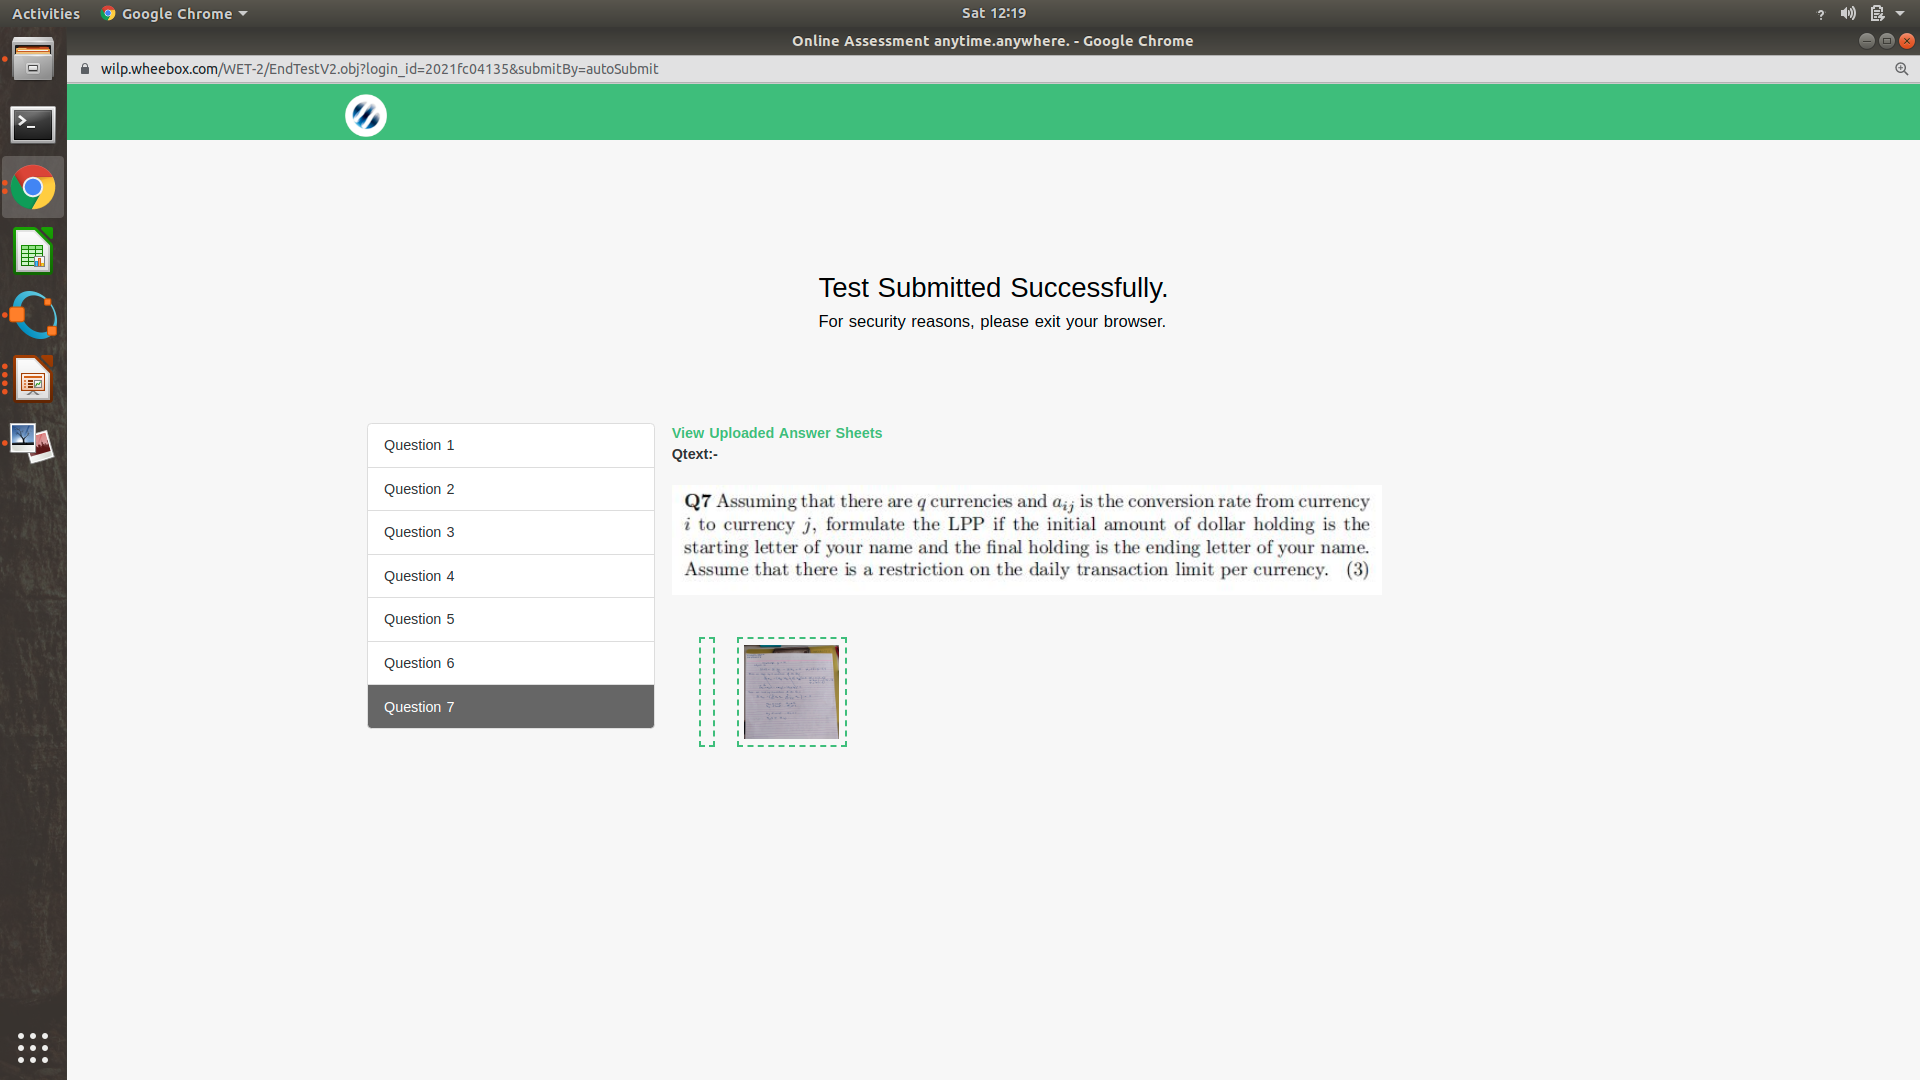 Activities Google Chrome Sat 12:19
Online Assessment anytime.anywhere. - Google Chrome
wilp.wheebox.com/WET-2/EndTestV2.obj?login_id=2021fc04135&submitBy=autoSubmit
Test Submitted Successfully.
For security reasons, please exit your browser.
Question 1
Question 2
Question 3
Question 4
Question 5
Question 6
Question 7
View Uploaded Answer Sheets
Qtext:-
Q7 Assuming that there are q currencies and a_ij is the conversion rate from currency
i to currency j, formulate the LPP if the initial amount of dollar holding is the
starting letter of your name and the final holding is the ending letter of your name.
Assume that there is a restriction on the daily transaction limit per currency. (3)